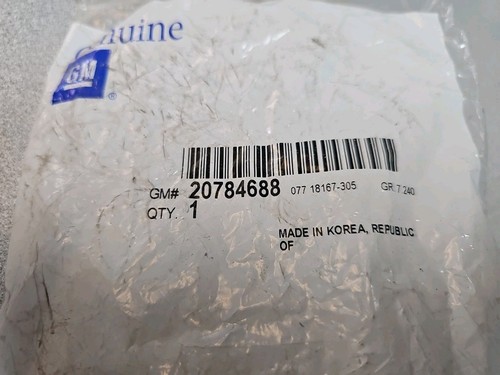 nuine
GM
®
GM# 20784688 077 18167-305 GR. 7.240
QTY. 1
MADE IN KOREA, REPUBLIC
OF